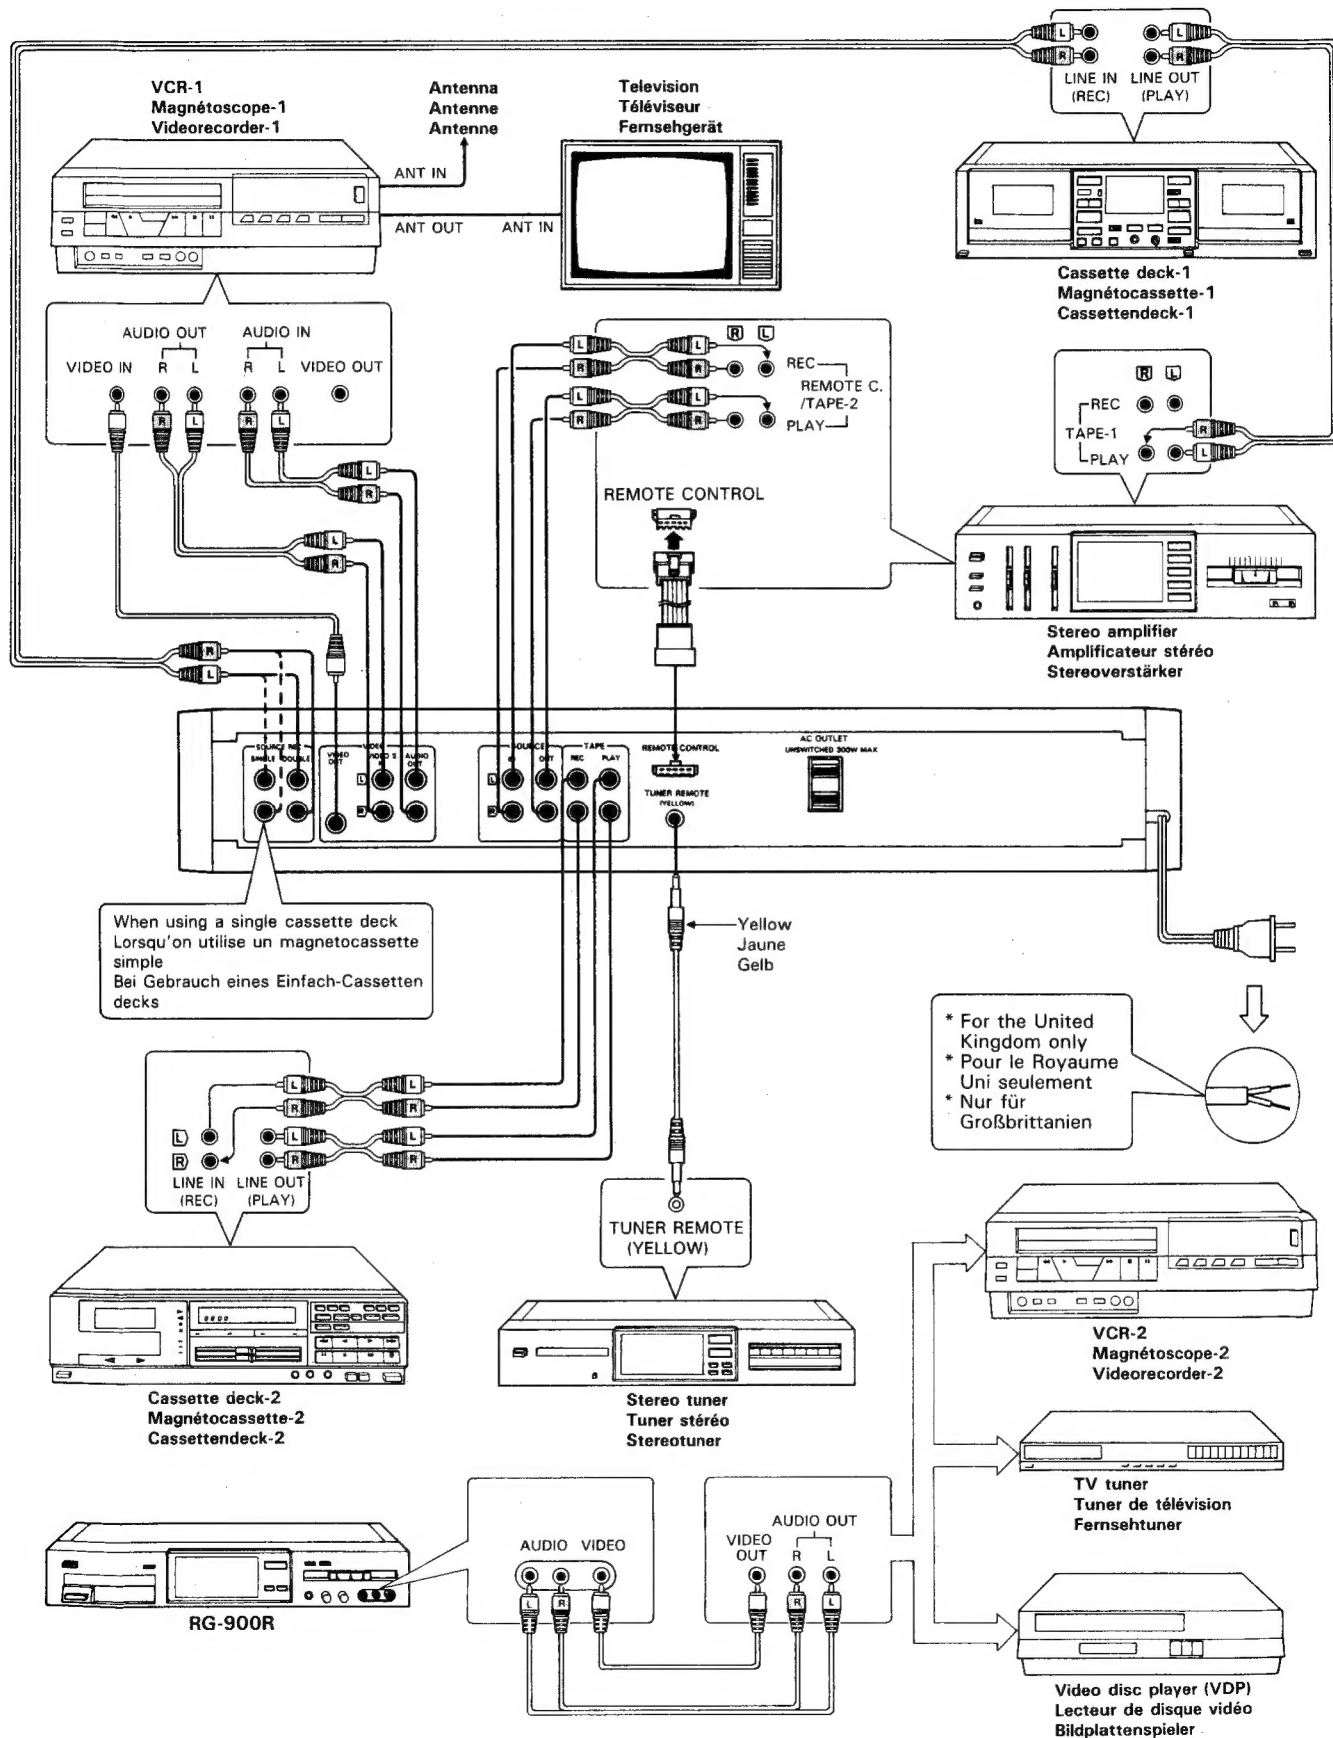 L
R
LINE IN
(REC)
LINE OUT
(PLAY)
L
R
VCR-1
Magnétoscope-1
Videorecorder-1
Antenna
Antenne
Antenne
Television
Téléviseur
Fernsehgerät
ANT IN
ANT OUT
ANT IN
Cassette deck-1
Magnétocassette-1
Cassettendeck-1
AUDIO OUT
AUDIO IN
VIDEO IN
R
L
R
L
VIDEO OUT
R
L
R
L
L
R
L
R
R
L
L
R
L
R
L
R
L
R
R
L
REC
REMOTE C.
/TAPE-2
PLAY
REMOTE CONTROL
R
L
REC
TAPE-1
PLAY
R
L
Stereo amplifier
Amplificateur stéréo
Stereoverstärker
SOURCE REC
SINGLE
DOUBLE
VIDEO
VIDEO OUT
VIDEO 2
AUDIO OUT
L
R
SOURCE
IN
OUT
TAPE
REC
PLAY
L
R
REMOTE CONTROL
TUNER REMOTE
(YELLOW)
AC OUTLET
UNSWITCHED 300W MAX
When using a single cassette deck
Lorsqu'on utilise un magnetocassette
simple
Bei Gebrauch eines Einfach-Cassetten
decks
Yellow
Jaune
Gelb
* For the United
Kingdom only
* Pour le Royaume
Uni seulement
* Nur für
Großbrittanien
L
R
L
R
L
R
L
R
L
R
LINE IN
(REC)
LINE OUT
(PLAY)
TUNER REMOTE
(YELLOW)
Cassette deck-2
Magnétocassette-2
Cassettendeck-2
Stereo tuner
Tuner stéréo
Stereotuner
VCR-2
Magnétoscope-2
Videorecorder-2
TV tuner
Tuner de télévision
Fernsehtuner
RG-900R
AUDIO
VIDEO
L
R
VIDEO
OUT
AUDIO OUT
R
L
R
L
Video disc player (VDP)
Lecteur de disque vidéo
Bildplattenspieler